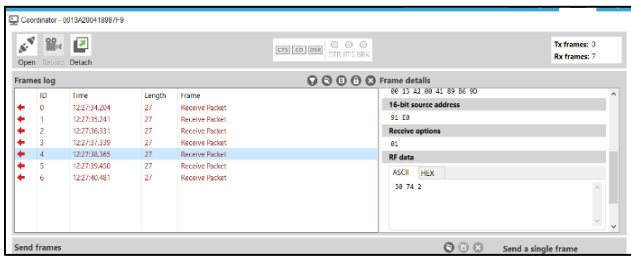 Coordinator - 0013A200418987F9
Open Record Detach
CTS CD DSR DTR RTS BRK
Tx frames: 0
Rx frames: 7
Frames log
ID Time Length Frame
0 12:27:34,204 27 Receive Packet
1 12:27:35,241 27 Receive Packet
2 12:27:36,331 27 Receive Packet
3 12:27:37,339 27 Receive Packet
4 12:27:38,365 27 Receive Packet
5 12:27:39,450 27 Receive Packet
6 12:27:40,481 27 Receive Packet
Frame details
00 13 A2 00 41 89 B6 9D
16-bit source address
91 E0
Receive options
01
RF data
ASCII HEX
30 74 2
Send frames
Send a single frame